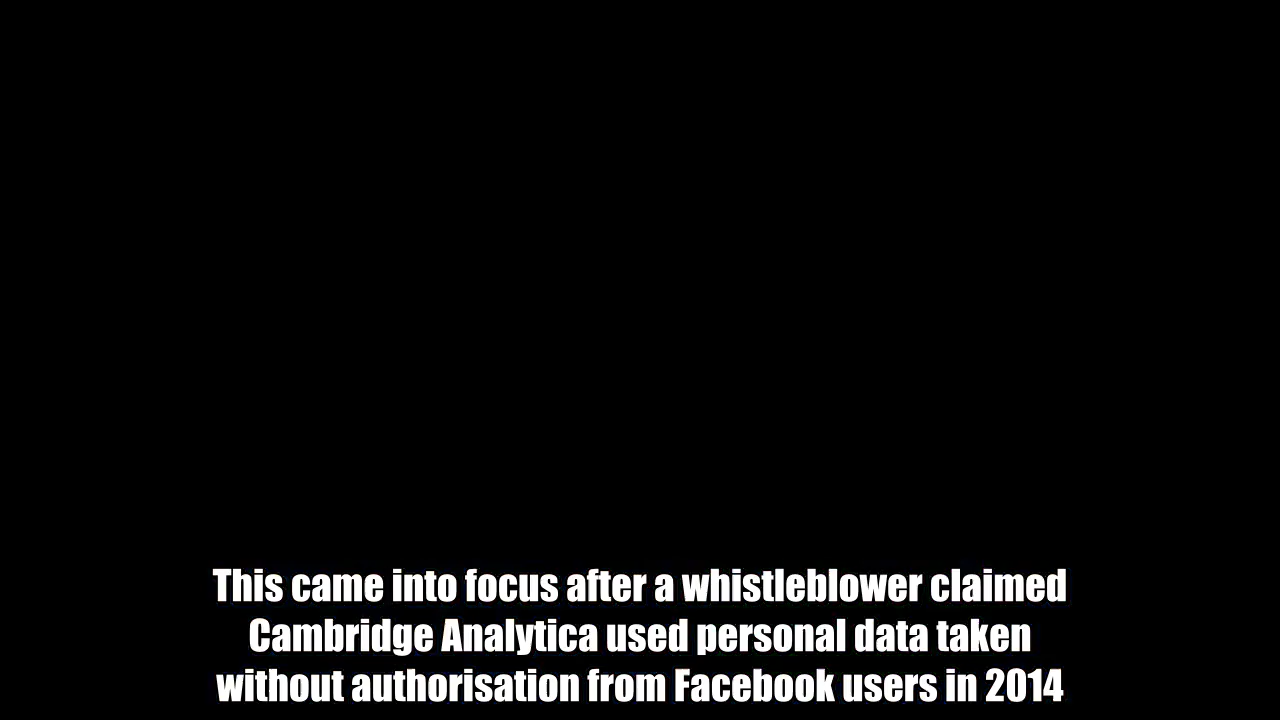 This came into focus after a whistleblower claimed
Cambridge Analytica used personal data taken
without authorisation from Facebook users in 2014